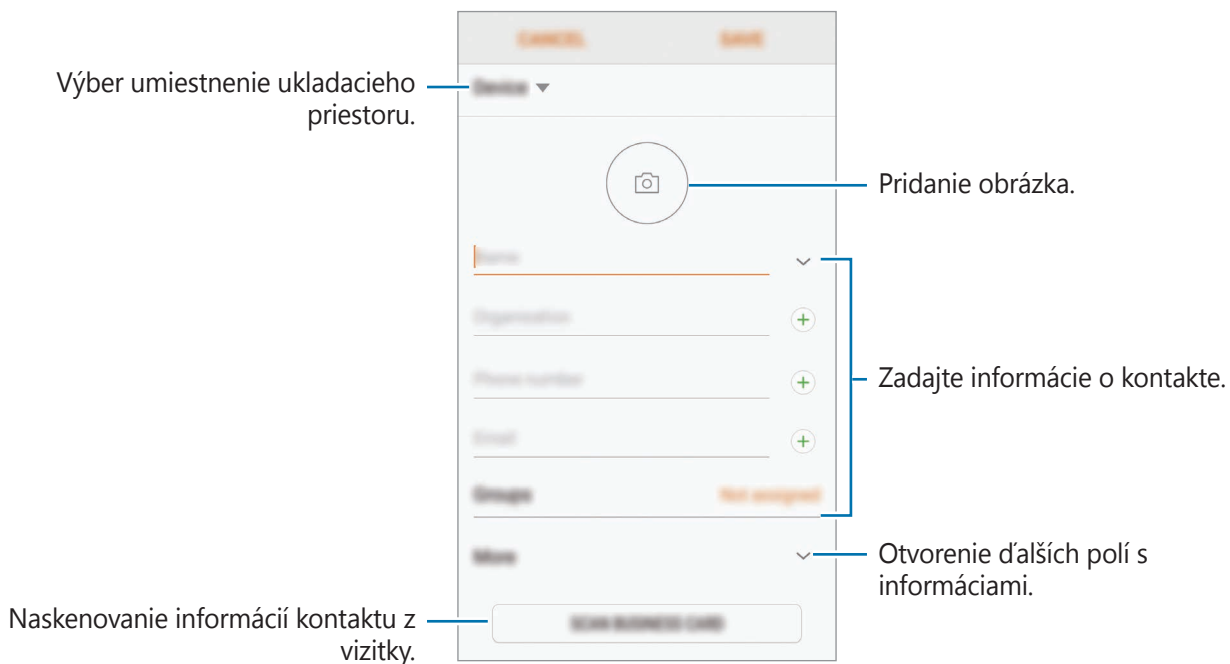 CANCEL
SAVE
Výber umiestnenie ukladacieho
priestoru.
Device
Pridanie obrázka.
Name
Organization
Phone number
Zadajte informácie o kontakte.
Email
Groups
Not assigned
More
Otvorenie ďalších polí s
informáciami.
Naskenovanie informácií kontaktu z
vizitky.
SCAN BUSINESS CARD